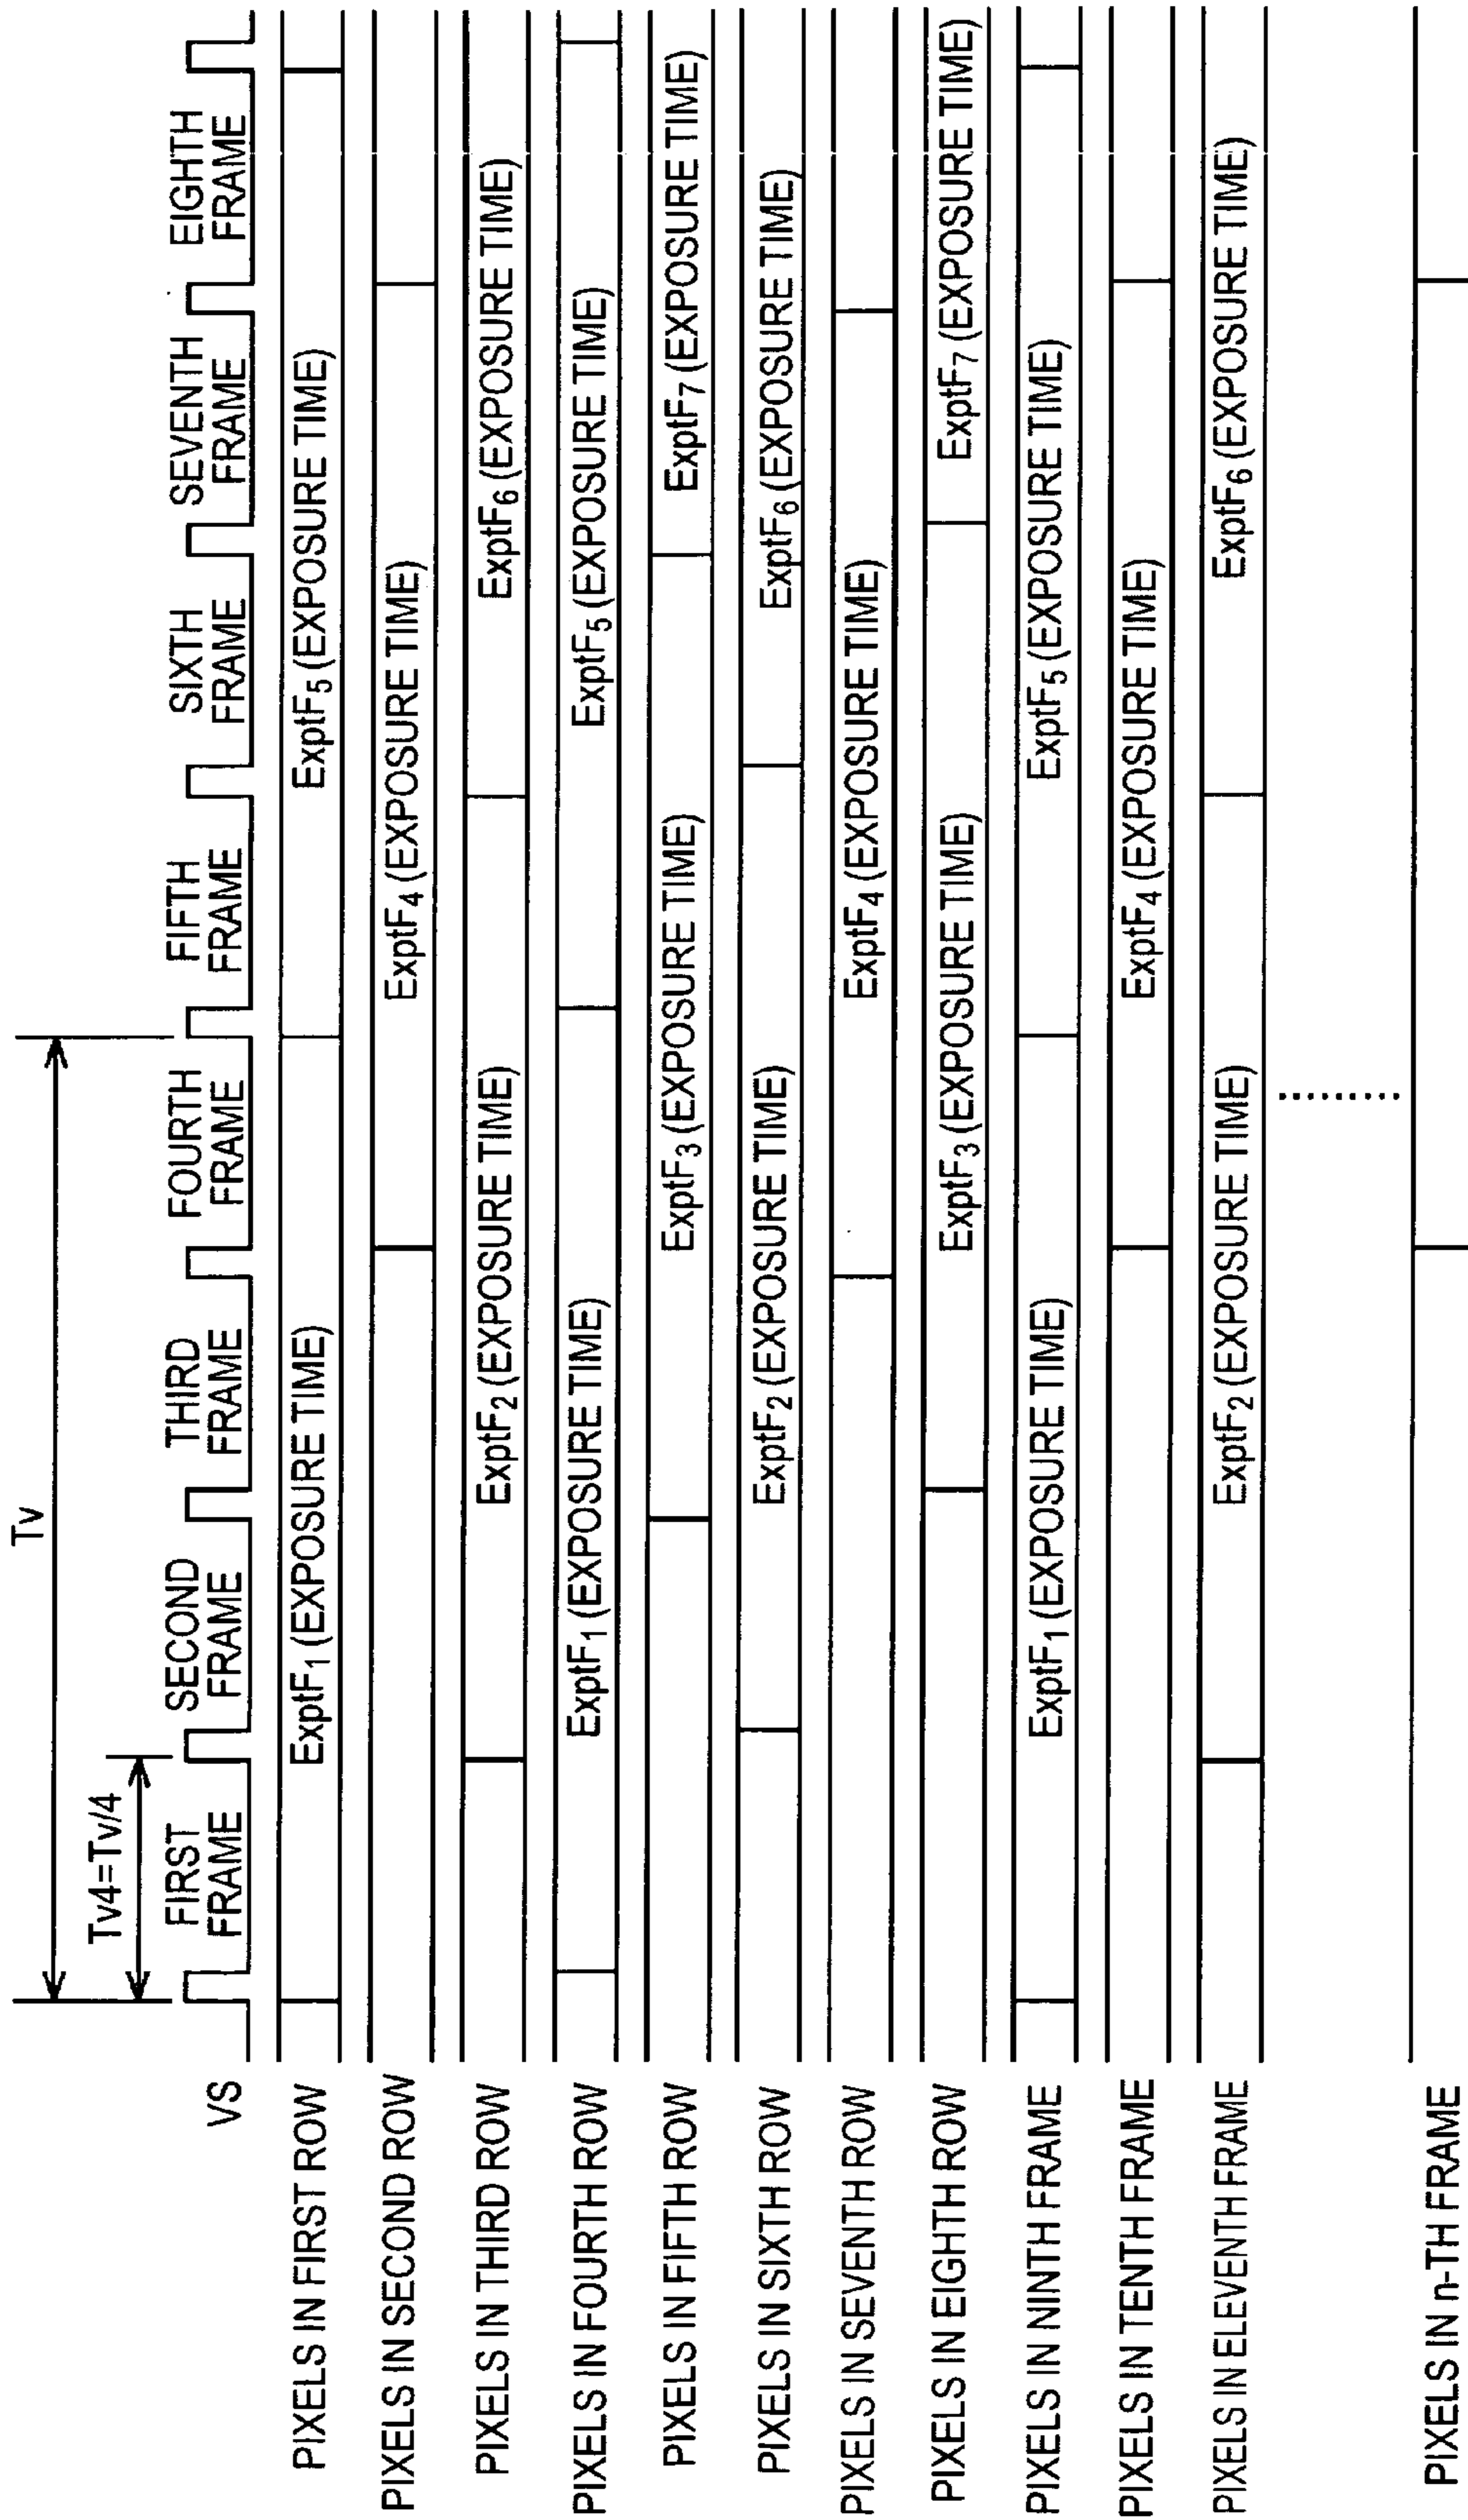 Tv
Tv4=Tv/4
FIRST FRAME
SECOND FRAME
THIRD FRAME
FOURTH FRAME
FIFTH FRAME
SIXTH FRAME
SEVENTH FRAME
EIGHTH FRAME
VS
PIXELS IN FIRST ROW
ExptF1 (EXPOSURE TIME)
ExptF5 (EXPOSURE TIME)
PIXELS IN SECOND ROW
ExptF4 (EXPOSURE TIME)
PIXELS IN THIRD ROW
ExptF2 (EXPOSURE TIME)
ExptF6 (EXPOSURE TIME)
PIXELS IN FOURTH ROW
ExptF1 (EXPOSURE TIME)
ExptF5 (EXPOSURE TIME)
PIXELS IN FIFTH ROW
ExptF3 (EXPOSURE TIME)
ExptF7 (EXPOSURE TIME)
PIXELS IN SIXTH ROW
ExptF2 (EXPOSURE TIME)
ExptF6 (EXPOSURE TIME)
PIXELS IN SEVENTH ROW
ExptF4 (EXPOSURE TIME)
PIXELS IN EIGHTH ROW
ExptF3 (EXPOSURE TIME)
ExptF7 (EXPOSURE TIME)
PIXELS IN NINTH FRAME
ExptF1 (EXPOSURE TIME)
ExptF5 (EXPOSURE TIME)
PIXELS IN TENTH FRAME
ExptF4 (EXPOSURE TIME)
PIXELS IN ELEVENTH FRAME
ExptF2 (EXPOSURE TIME)
ExptF6 (EXPOSURE TIME)
PIXELS IN n-TH FRAME